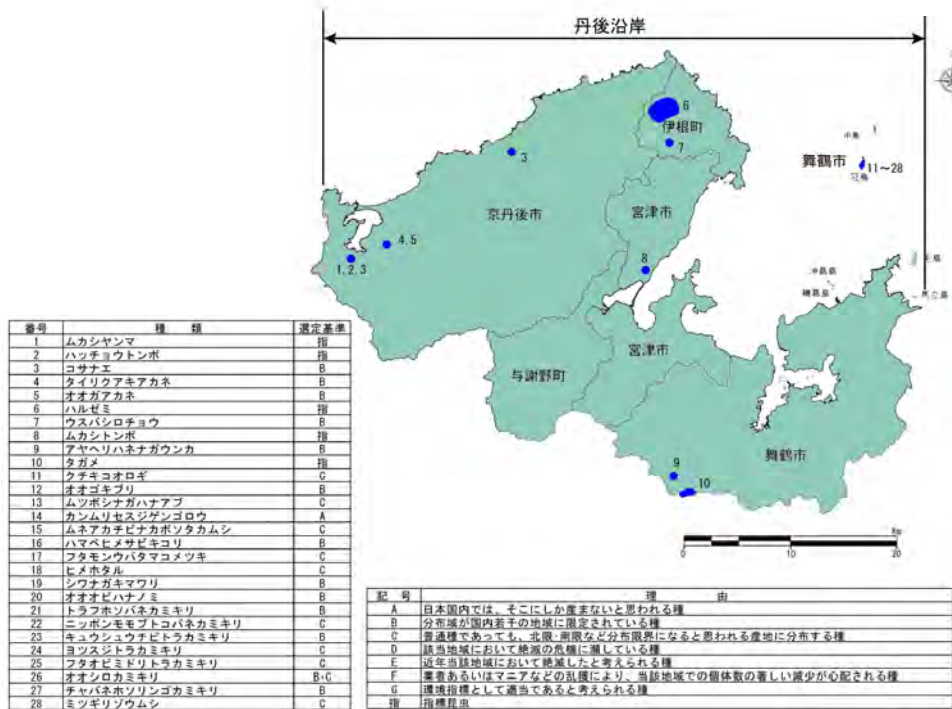 丹後沿岸
6
伊根町
7
3
舞鶴市
11～28
京丹後市
宮津市
4,5
1,2,3
8
沖島
磯葛島
宮津市
与謝野町
舞鶴市
9
10
Km
0 10 20
番号 種 類 選定基準
1 ムカシヤンマ 指
2 ハッチョウトンボ 指
3 コサナエ B
4 タイリクアキアカネ B
5 オオガアカネ B
6 ハルゼミ 指
7 ウスバシロチョウ B
8 ムカシトンボ 指
9 アヤヘリハネナガウンカ B
10 タガメ 指
11 クチキコオロギ C
12 オオゴキブリ B
13 ムツボシナガハナアブ C
14 カンムリセスジゲンゴロウ A
15 ムネアカチビナカボソタカムシ C
16 ハマベヒメサビキコリ B
17 フタモンウバタマコメツキ C
18 ヒメホタル C
19 シワナガキマワリ B
20 オオオビハナノミ B
21 トラフホソバネカミキリ B
22 ニッポンモモブトコバネカミキリ C
23 キュウシュウチビトラカミキリ B
24 ヨツスジトラカミキリ C
25 フタオビミドリトラカミキリ C
26 オオシロカミキリ B・C
27 チャバネホソリンゴカミキリ B
28 ミツギリゾウムシ C
記 号 理 由
A 日本国内では、そこにしか産まないと思われる種
B 分布域が国内若干の地域に限定されている種
C 普通種であっても、北限・南限など分布限界になると思われる産地に分布する種
D 該当地域において絶滅の危機に瀕している種
E 近年当該地域において絶滅したと考えられる種
F 業者あるいはマニアなどの乱獲により、当該地域での個体数の著しい減少が心配される種
G 環境指標として適当であると考えられる種
指 指標昆虫